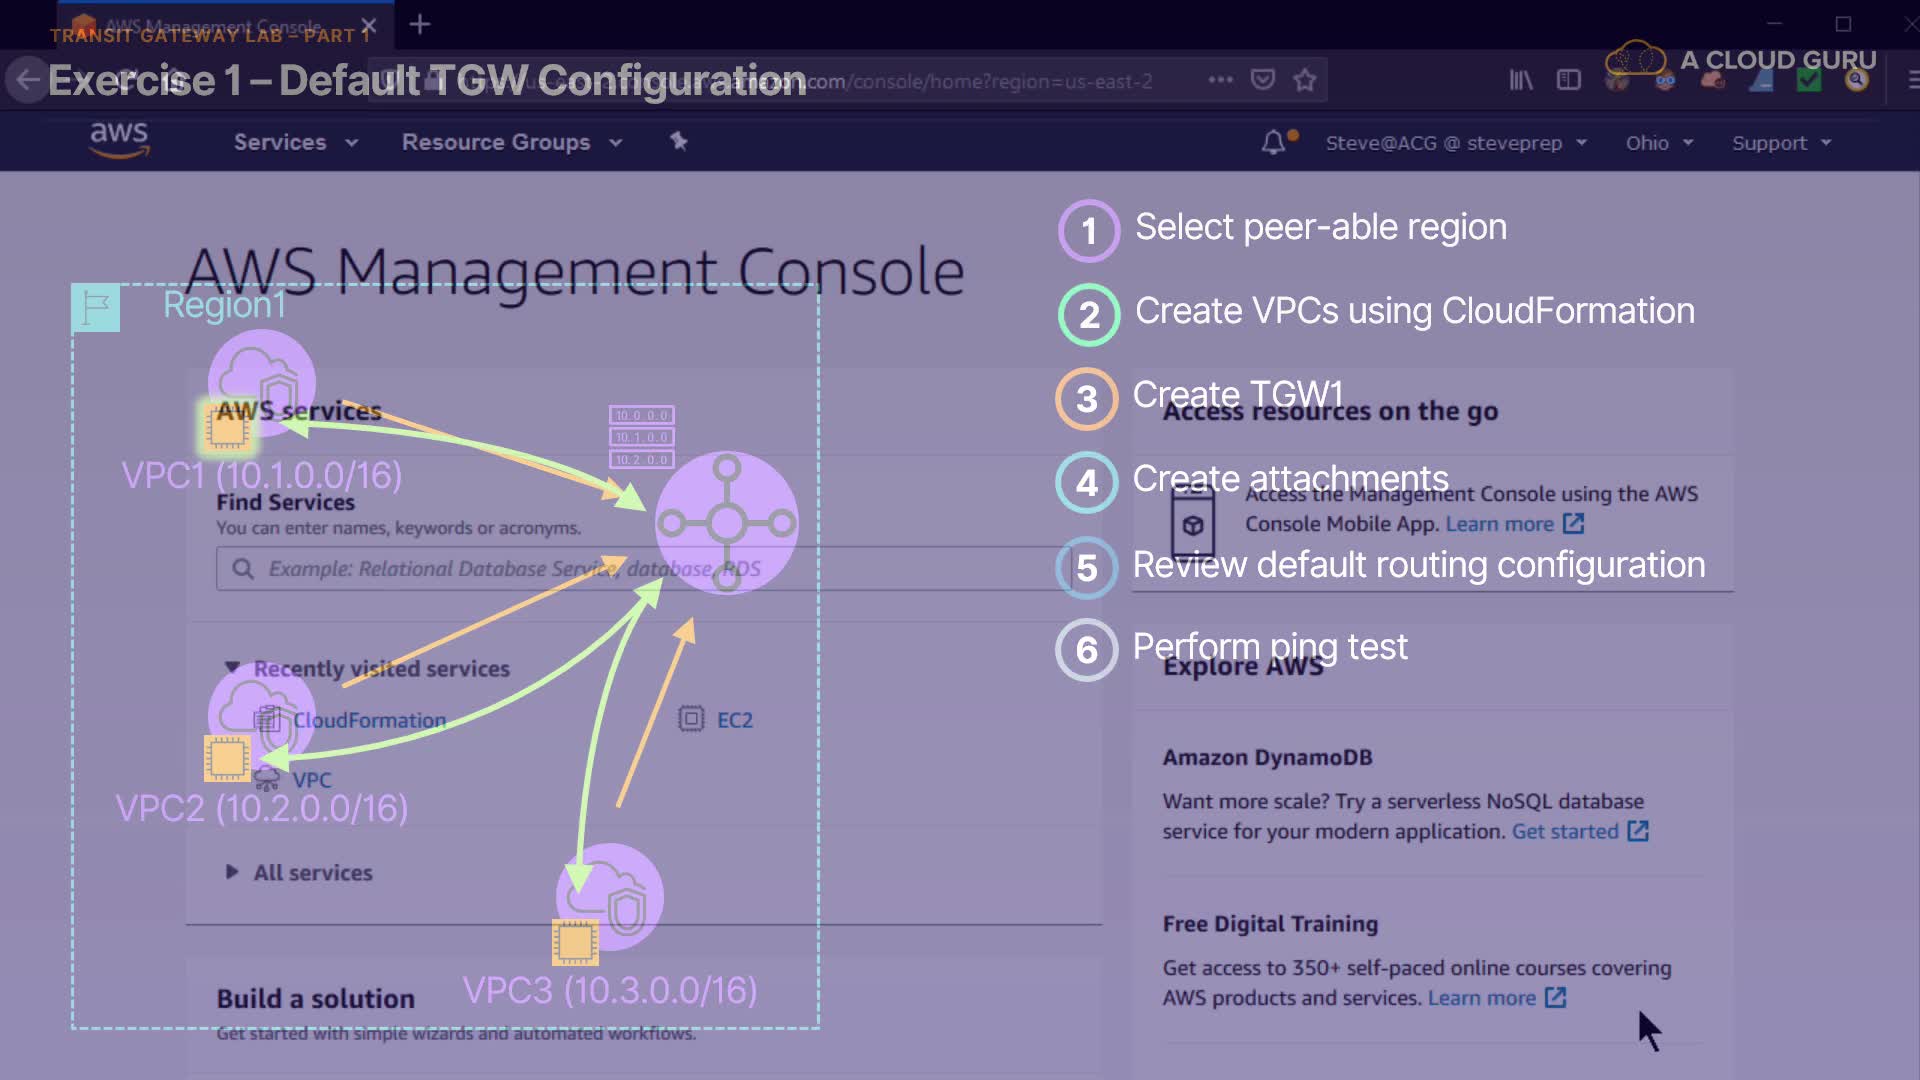 AWS Management Console
TRANSIT GATEWAY LAB – PART 1
Exercise 1 – Default TGW Configuration
amazon.com/console/home?region=us-east-2
A CLOUD GURU
aws
Services
Resource Groups
Steve@ACG @ steveprep
Ohio
Support
AWS Management Console
Region1
1 Select peer-able region
2 Create VPCs using CloudFormation
3 Create TGW1
4 Create attachments
5 Review default routing configuration
6 Perform ping test
AWS services
10.0.0.0
10.1.0.0
10.2.0.0
VPC1 (10.1.0.0/16)
Find Services
You can enter names, keywords or acronyms.
Example: Relational Database Service, database, RDS
Recently visited services
CloudFormation
EC2
VPC
VPC2 (10.2.0.0/16)
All services
VPC3 (10.3.0.0/16)
Build a solution
Get started with simple wizards and automated workflows.
Access resources on the go
Access the Management Console using the AWS
Console Mobile App. Learn more
Explore AWS
Amazon DynamoDB
Want more scale? Try a serverless NoSQL database
service for your modern application. Get started
Free Digital Training
Get access to 350+ self-paced online courses covering
AWS products and services. Learn more